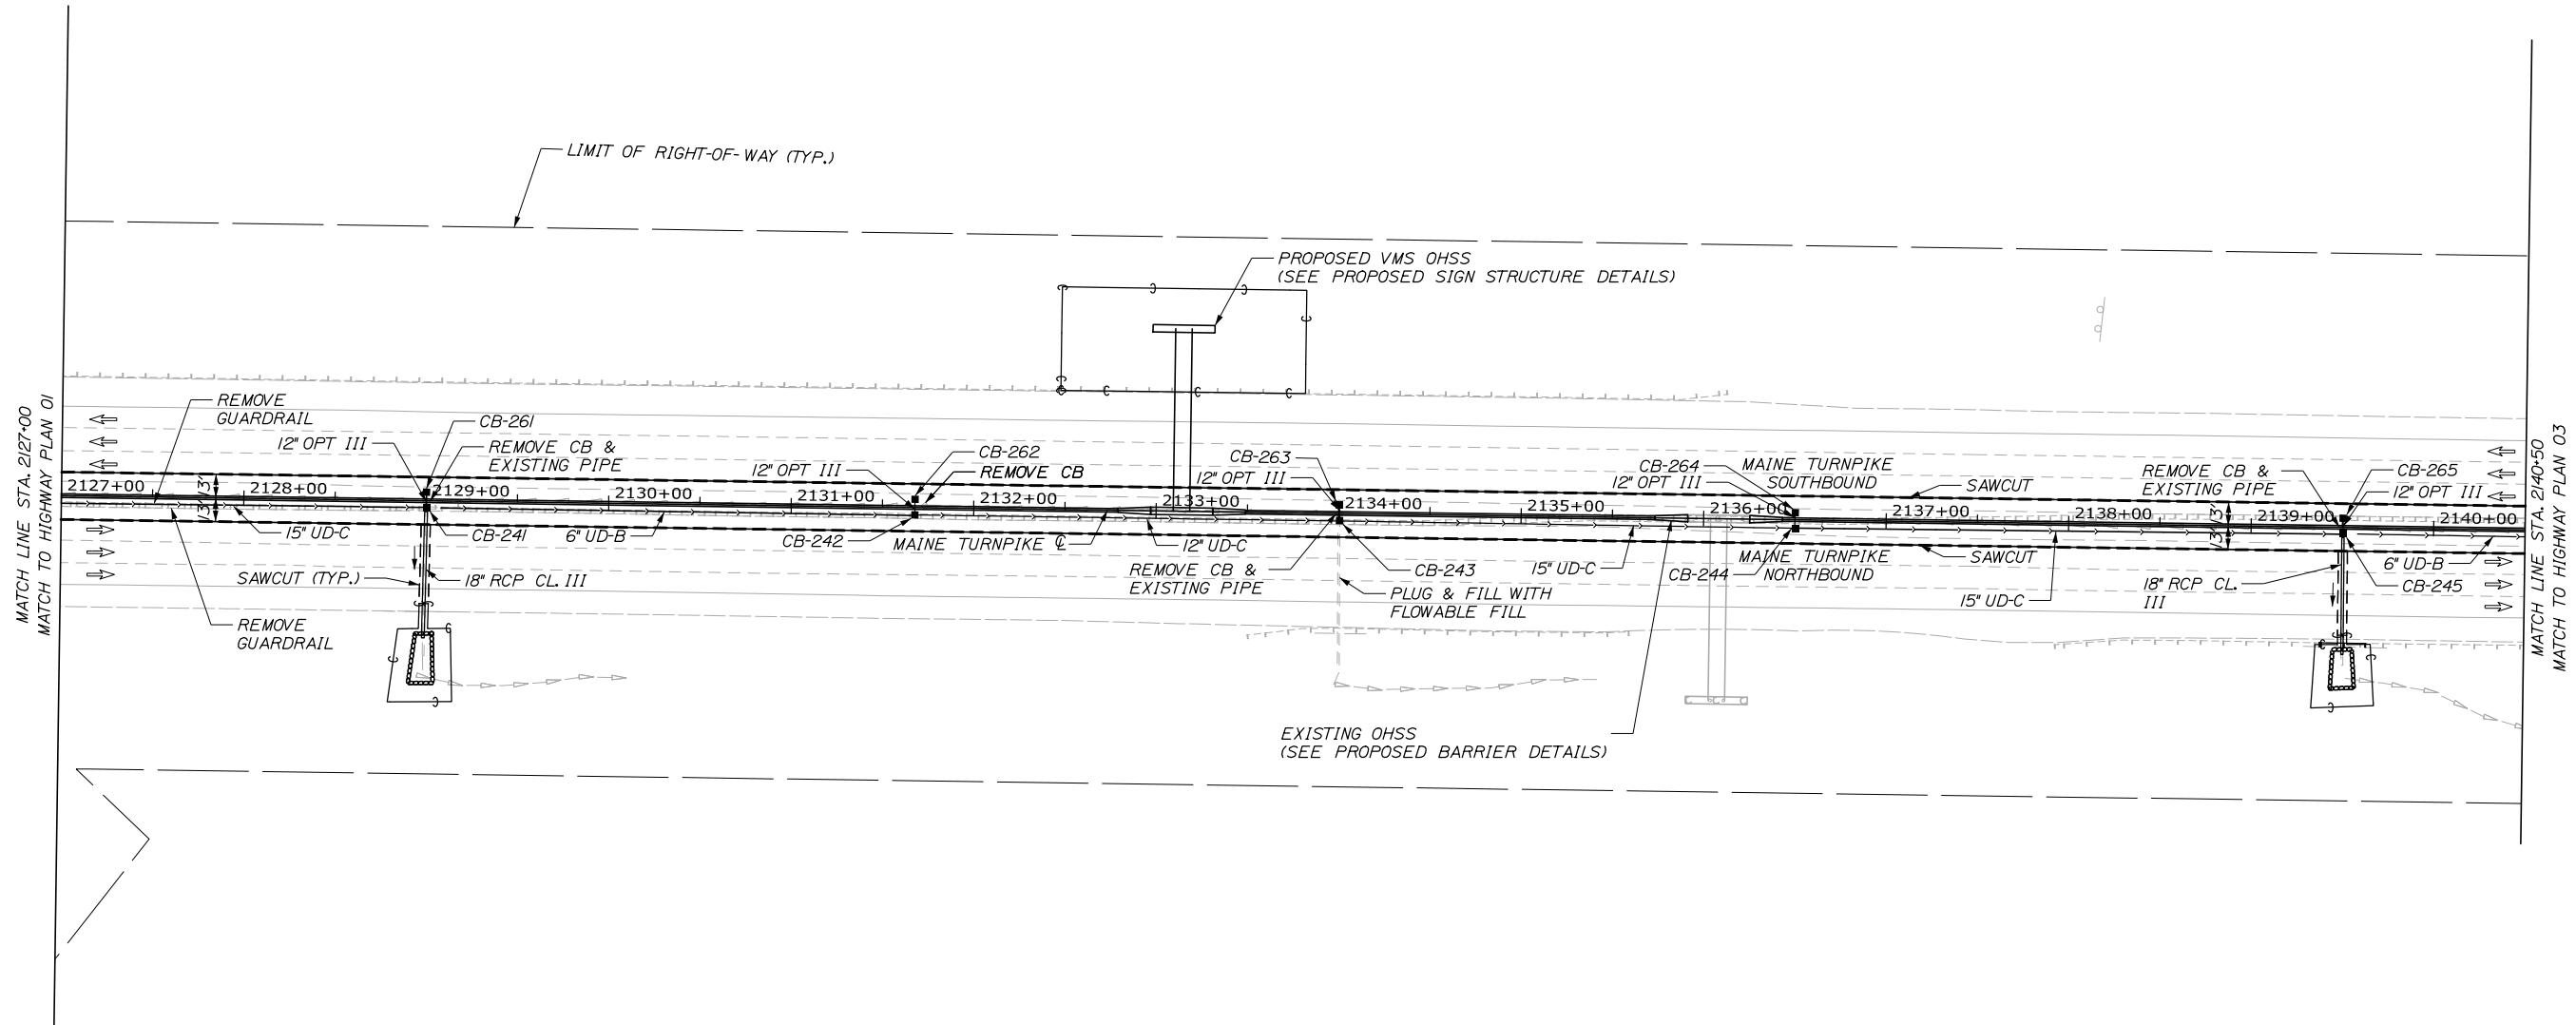 LIMIT OF RIGHT-OF-WAY (TYP.)
PROPOSED VMS OHSS
(SEE PROPOSED SIGN STRUCTURE DETAILS)
MATCH LINE STA. 2127+00
MATCH TO HIGHWAY PLAN 01
REMOVE
GUARDRAIL
12" OPT III
CB-261
REMOVE CB &
EXISTING PIPE
12" OPT III
CB-262
REMOVE CB
CB-263
12" OPT III
CB-264
12" OPT III
MAINE TURNPIKE
SOUTHBOUND
SAWCUT
REMOVE CB &
EXISTING PIPE
CB-265
12" OPT III
MATCH LINE STA. 2140+50
MATCH TO HIGHWAY PLAN 03
2127+00
13'
13'
2128+00
2129+00
2130+00
2131+00
2132+00
2133+00
2134+00
2135+00
2136+00
2137+00
2138+00
13'
13'
2139+00
2140+00
15" UD-C
CB-241
6" UD-B
CB-242
MAINE TURNPIKE ℄
12" UD-C
REMOVE CB &
EXISTING PIPE
CB-243
15" UD-C
CB-244
MAINE TURNPIKE
NORTHBOUND
SAWCUT
15" UD-C
18" RCP CL.
III
6" UD-B
CB-245
SAWCUT (TYP.)
18" RCP CL. III
PLUG & FILL WITH
FLOWABLE FILL
REMOVE
GUARDRAIL
EXISTING OHSS
(SEE PROPOSED BARRIER DETAILS)